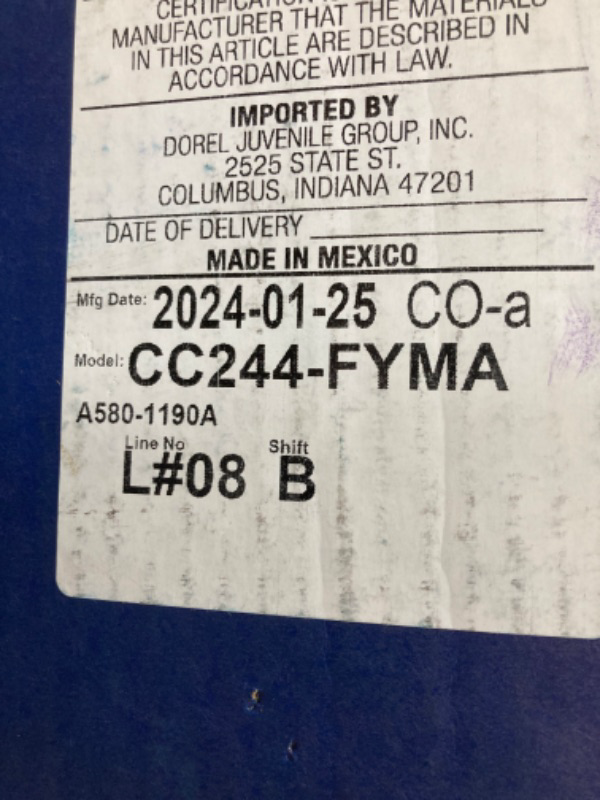 CERTIFICATION
MANUFACTURER THAT THE MATERIALS
IN THIS ARTICLE ARE DESCRIBED IN
ACCORDANCE WITH LAW.
IMPORTED BY
DOREL JUVENILE GROUP, INC.
2525 STATE ST.
COLUMBUS, INDIANA 47201
DATE OF DELIVERY
MADE IN MEXICO
Mfg Date: 2024-01-25 CO-a
Model: CC244-FYMA
A580-1190A
Line No Shift
L#08 B